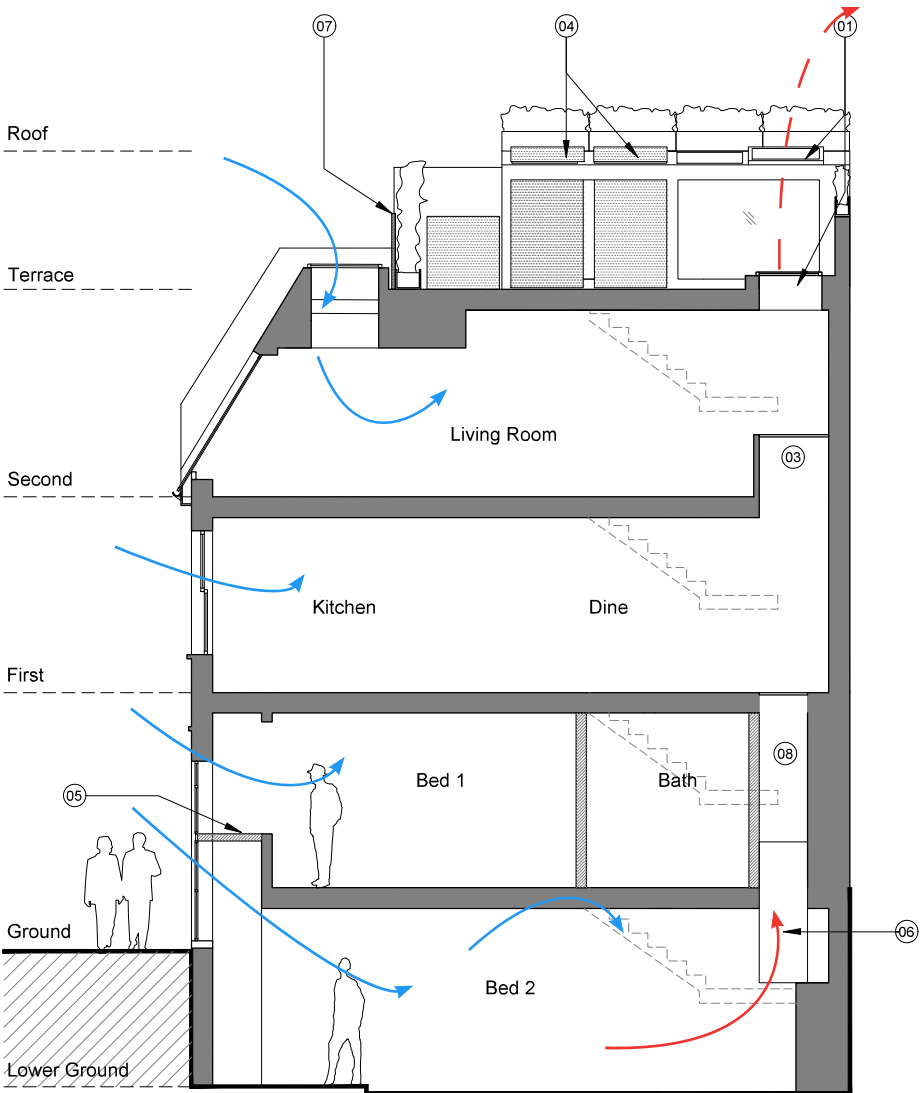 07
04
01
Roof
Terrace
Living Room
03
Second
Kitchen
Dine
First
08
Bed 1
Bath
05
Ground
06
Bed 2
Lower Ground